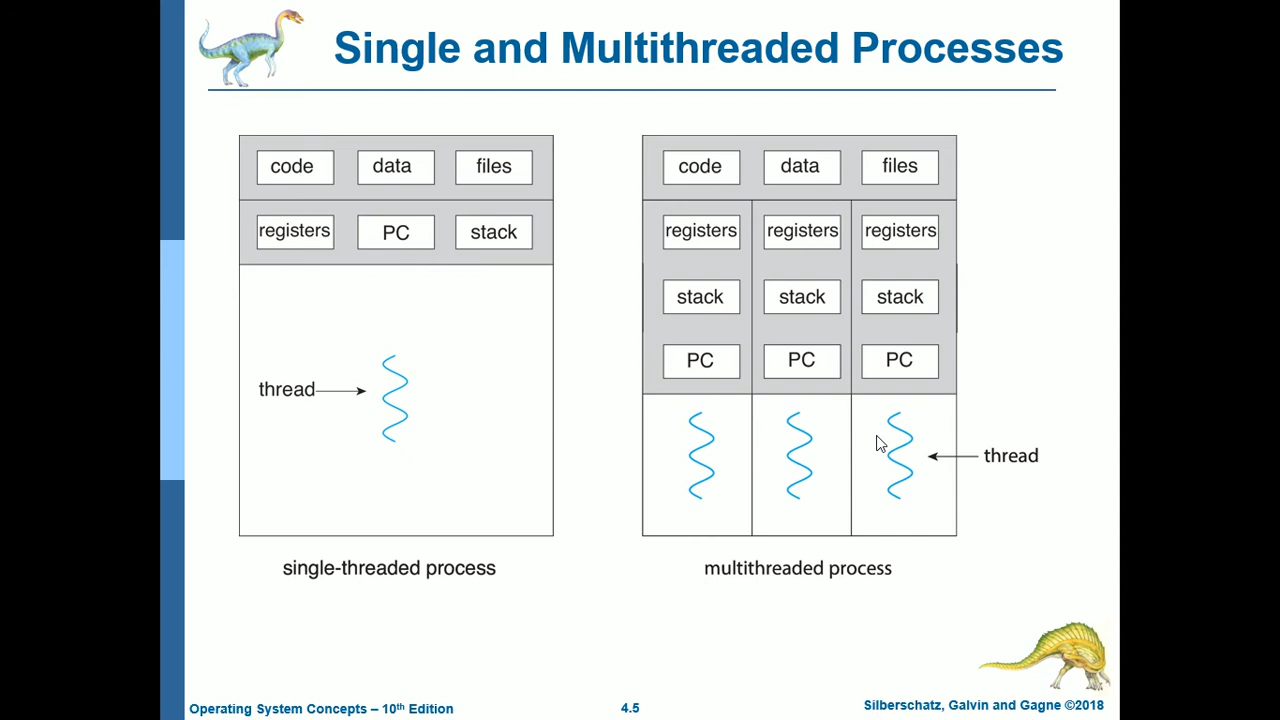 Single and Multithreaded Processes
code data files
registers PC stack
thread
single-threaded process
code data files
registers registers registers
stack stack stack
PC PC PC
thread
multithreaded process
Operating System Concepts – 10th Edition
4.5
Silberschatz, Galvin and Gagne ©2018